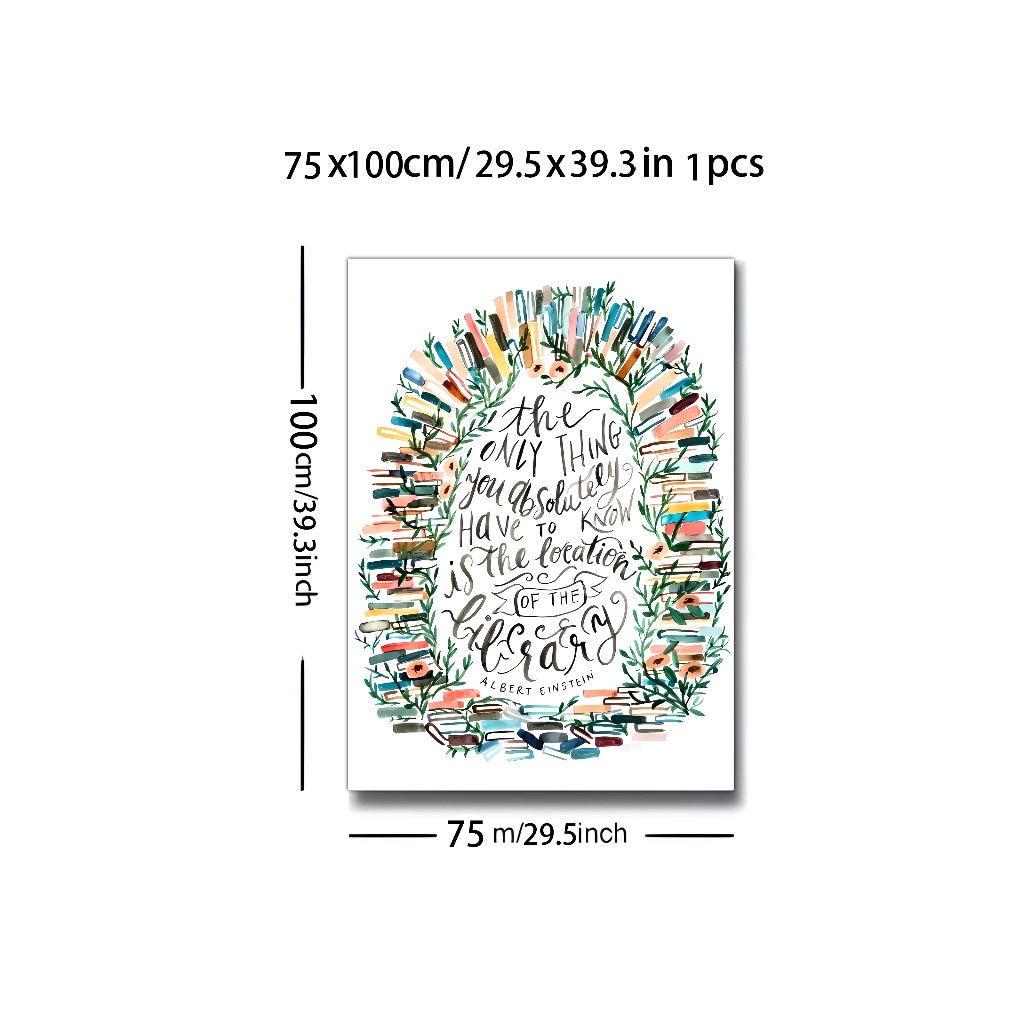 75x100cm/29.5x39.3in 1pcs
100cm/39.3inch
the
ONLY THING
you absolutely
HAVE TO KNOW
is the location
OF THE
library
ALBERT EINSTEIN
75 m/29.5inch